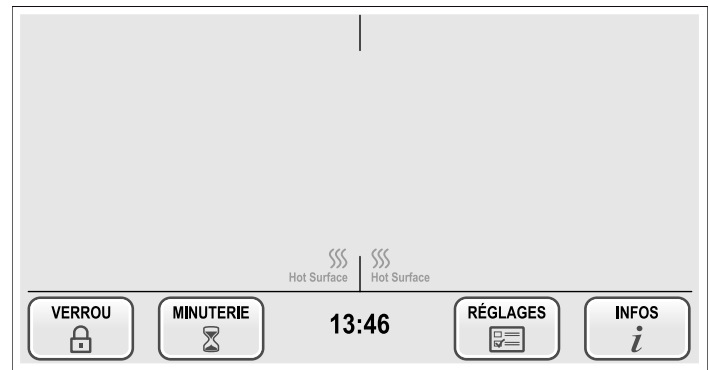 Hot Surface
Hot Surface
VERROU
MINUTERIE
13:46
RÉGLAGES
INFOS
i